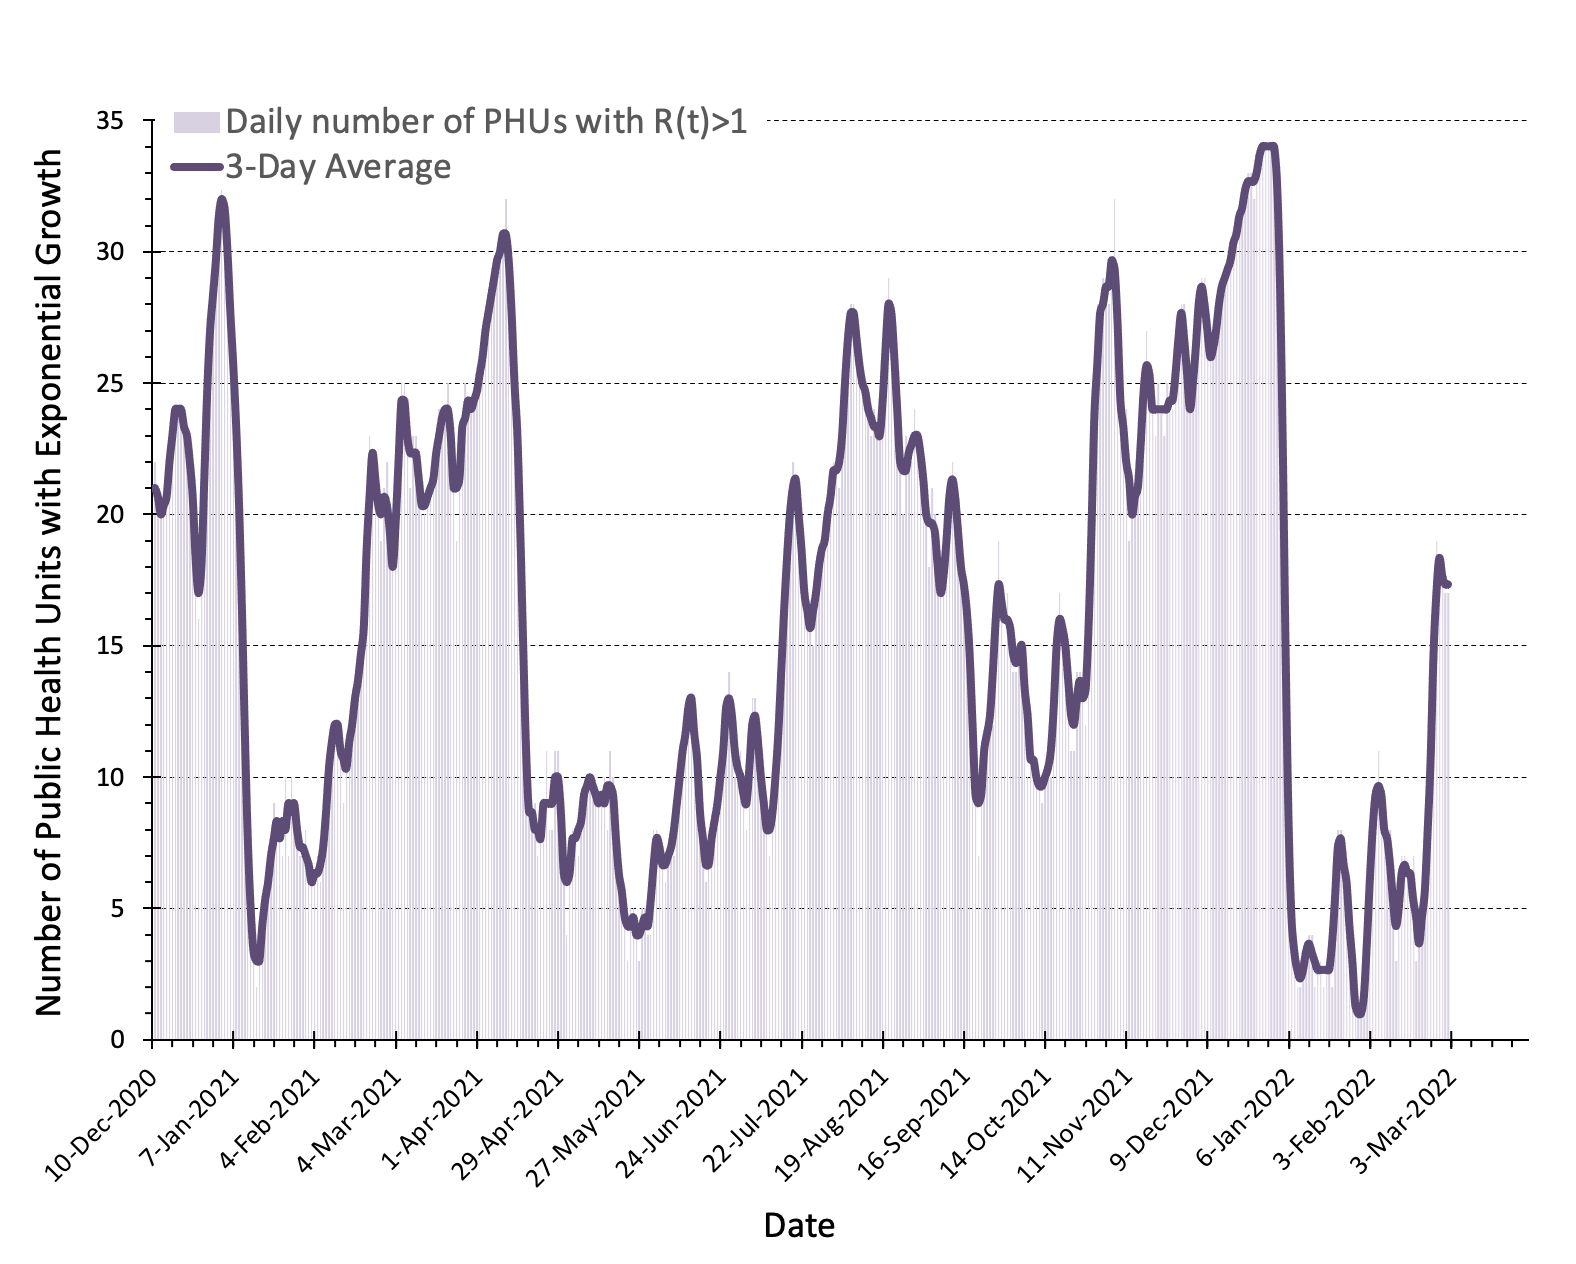 Daily number of PHUs with R(t)>1
3-Day Average
Number of Public Health Units with Exponential Growth
35
30
25
20
15
10
5
0
10-Dec-2020
7-Jan-2021
4-Feb-2021
4-Mar-2021
1-Apr-2021
29-Apr-2021
27-May-2021
24-Jun-2021
22-Jul-2021
19-Aug-2021
16-Sep-2021
14-Oct-2021
11-Nov-2021
9-Dec-2021
6-Jan-2022
3-Feb-2022
3-Mar-2022
Date